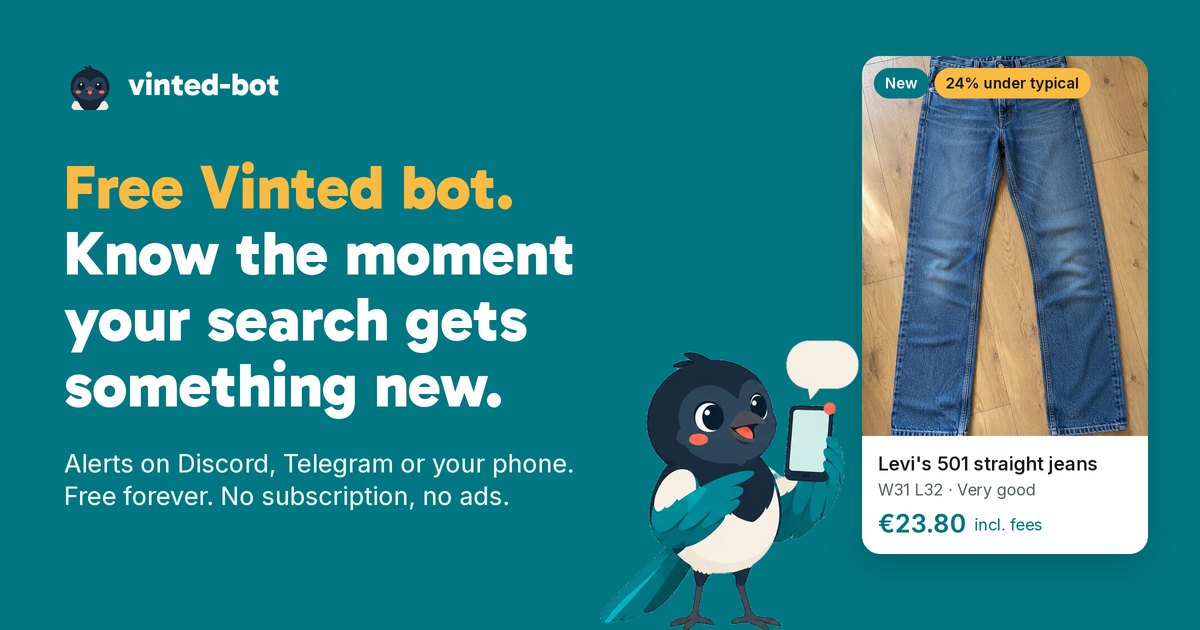 vinted-bot
Free Vinted bot.
Know the moment
your search gets
something new.
Alerts on Discord, Telegram or your phone.
Free forever. No subscription, no ads.
New
24% under typical
Levi's 501 straight jeans
W31 L32 · Very good
€23.80 incl. fees